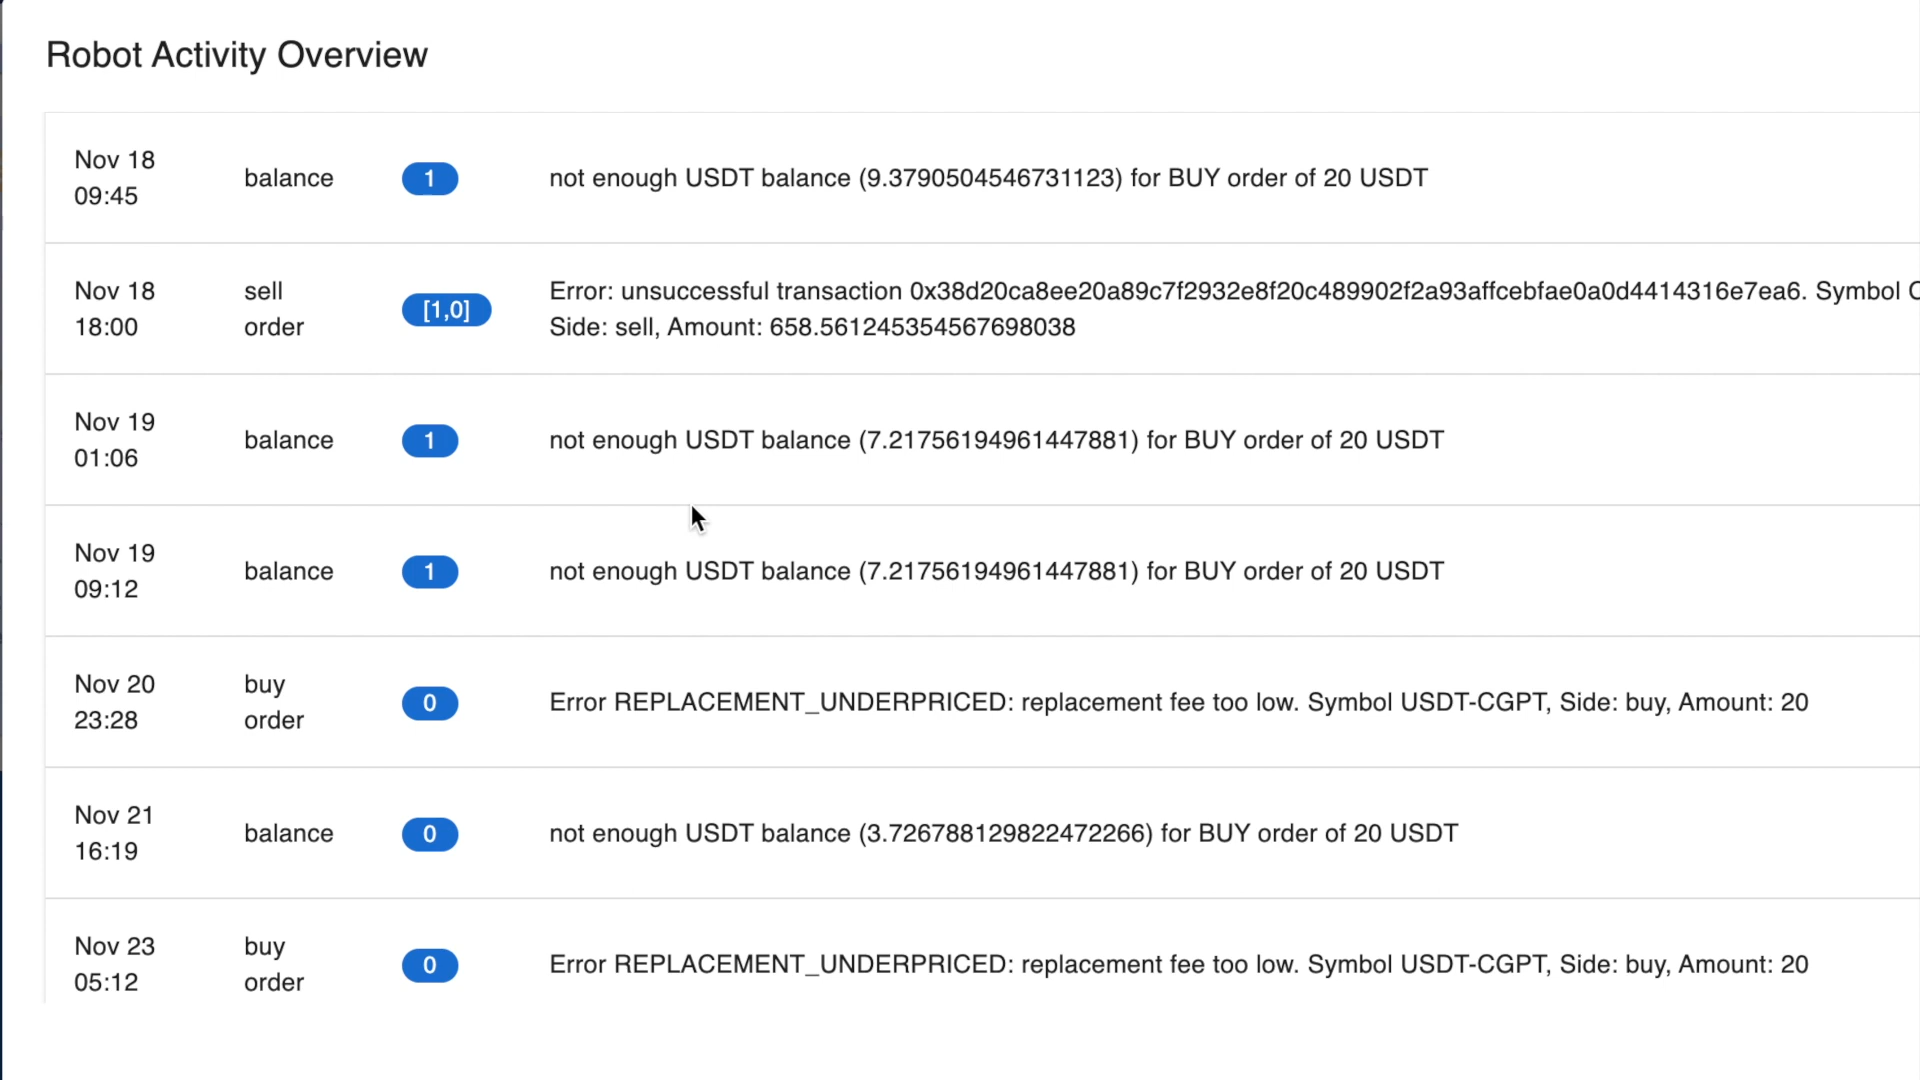 Robot Activity Overview
Nov 18
09:45
balance
1
not enough USDT balance (9.3790504546731123) for BUY order of 20 USDT
Nov 18
18:00
sell
order
[1,0]
Error: unsuccessful transaction 0x38d20ca8ee20a89c7f2932e8f20c489902f2a93affcebfae0a0d4414316e7ea6. Symbol
Side: sell, Amount: 658.561245354567698038
Nov 19
01:06
balance
1
not enough USDT balance (7.21756194961447881) for BUY order of 20 USDT
Nov 19
09:12
balance
1
not enough USDT balance (7.21756194961447881) for BUY order of 20 USDT
Nov 20
23:28
buy
order
0
Error REPLACEMENT_UNDERPRICED: replacement fee too low. Symbol USDT-CGPT, Side: buy, Amount: 20
Nov 21
16:19
balance
0
not enough USDT balance (3.726788129822472266) for BUY order of 20 USDT
Nov 23
05:12
buy
order
0
Error REPLACEMENT_UNDERPRICED: replacement fee too low. Symbol USDT-CGPT, Side: buy, Amount: 20